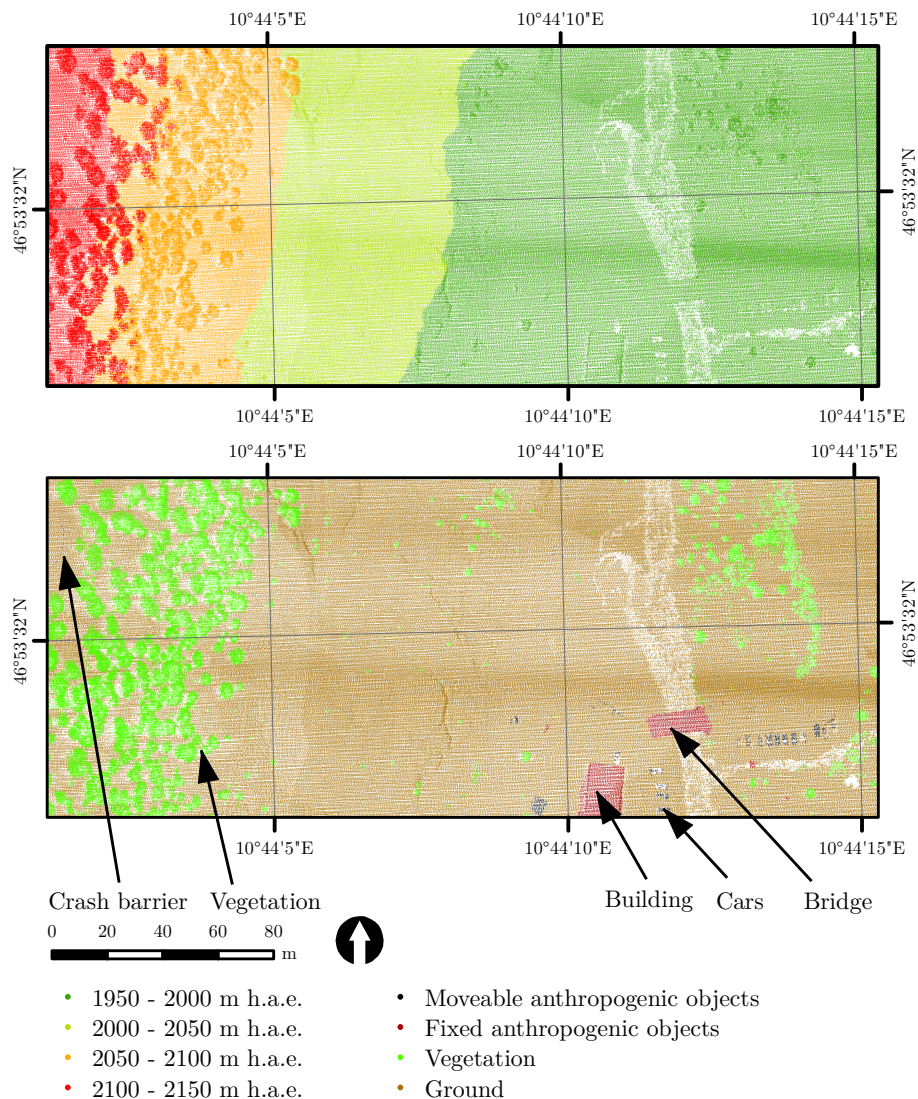 10°44'5"E 10°44'10"E 10°44'15"E
46°53'32"N 46°53'32"N
10°44'5"E 10°44'10"E 10°44'15"E
10°44'5"E 10°44'10"E 10°44'15"E
46°53'32"N 46°53'32"N
10°44'5"E 10°44'10"E 10°44'15"E
Crash barrier Vegetation Building Cars Bridge
0 20 40 60 80
m
1950 - 2000 m h.a.e. Moveable anthropogenic objects
2000 - 2050 m h.a.e. Fixed anthropogenic objects
2050 - 2100 m h.a.e. Vegetation
2100 - 2150 m h.a.e. Ground